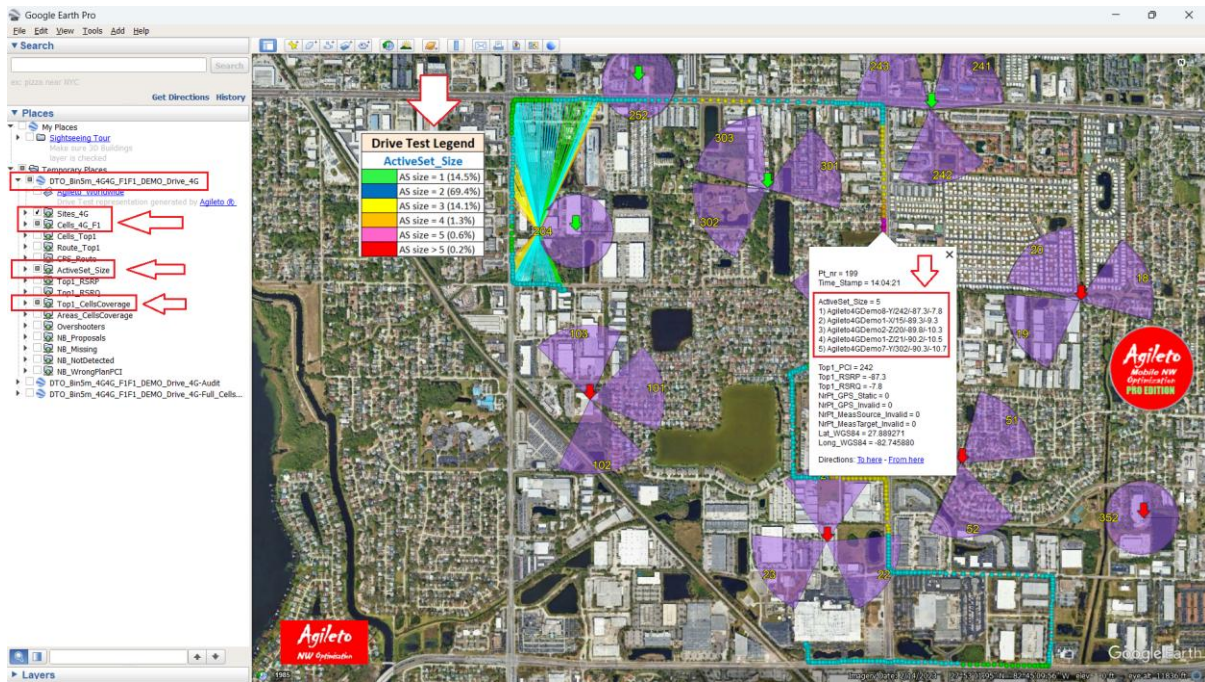 Google Earth Pro
File Edit View Tools Add Help
▼ Search
Search
ex: pizza near NYC
Get Directions History
▼ Places
My Places
Sightseeing Tour
Make sure 3D Buildings
layer is checked
Temporary Places
DTO_Bin5m_4G4G_F1F1_DEMO_Drive_4G
Agileto_Worldwide
Drive Test representation generated by Agileto
Sites_4G
Cells_4G_F1
Cells_Top1
Route_Top1
GPS_Route
ActiveSet_Size
Top1_RSRP
Top1_RSRQ
Top1_CellsCoverage
Areas_CellsCoverage
Overshooters
NB_Proposals
NB_Missing
NB_NotDetected
NB_WrongPlanPCI
DTO_Bin5m_4G4G_F1F1_DEMO_Drive_4G-Audit
DTO_Bin5m_4G4G_F1F1_DEMO_Drive_4G-Full_Cells...
▶ Layers
Drive Test Legend
ActiveSet_Size
AS size = 1 (14.5%)
AS size = 2 (69.4%)
AS size = 3 (14.1%)
AS size = 4 (1.3%)
AS size = 5 (0.6%)
AS size > 5 (0.2%)
252
243
241
303
301
242
302
204
20
18
19
103
101
102
51
52
352
23
22
Pt_nr = 199
Time_Stamp = 14:04:21
ActiveSet_Size = 5
1) Agileto4GDemo8-Y/242/-87.3/-7.8
2) Agileto4GDemo1-X/15/-89.3/-9.3
3) Agileto4GDemo2-Z/20/-89.8/-10.3
4) Agileto4GDemo1-Z/21/-90.2/-10.5
5) Agileto4GDemo7-Y/302/-90.3/-10.7
Top1_PCI = 242
Top1_RSRP = -87.3
Top1_RSRQ = -7.8
NrPt_GPS_Static = 0
NrPt_GPS_Invalid = 0
NrPt_MeasSource_Invalid = 0
NrPt_MeasTarget_Invalid = 0
Lat_WGS84 = 27.889271
Long_WGS84 = -82.745880
Directions: To here - From here
Agileto
Mobile NW
Optimization
PRO EDITION
Agileto
NW Optimization
Google Earth
1985